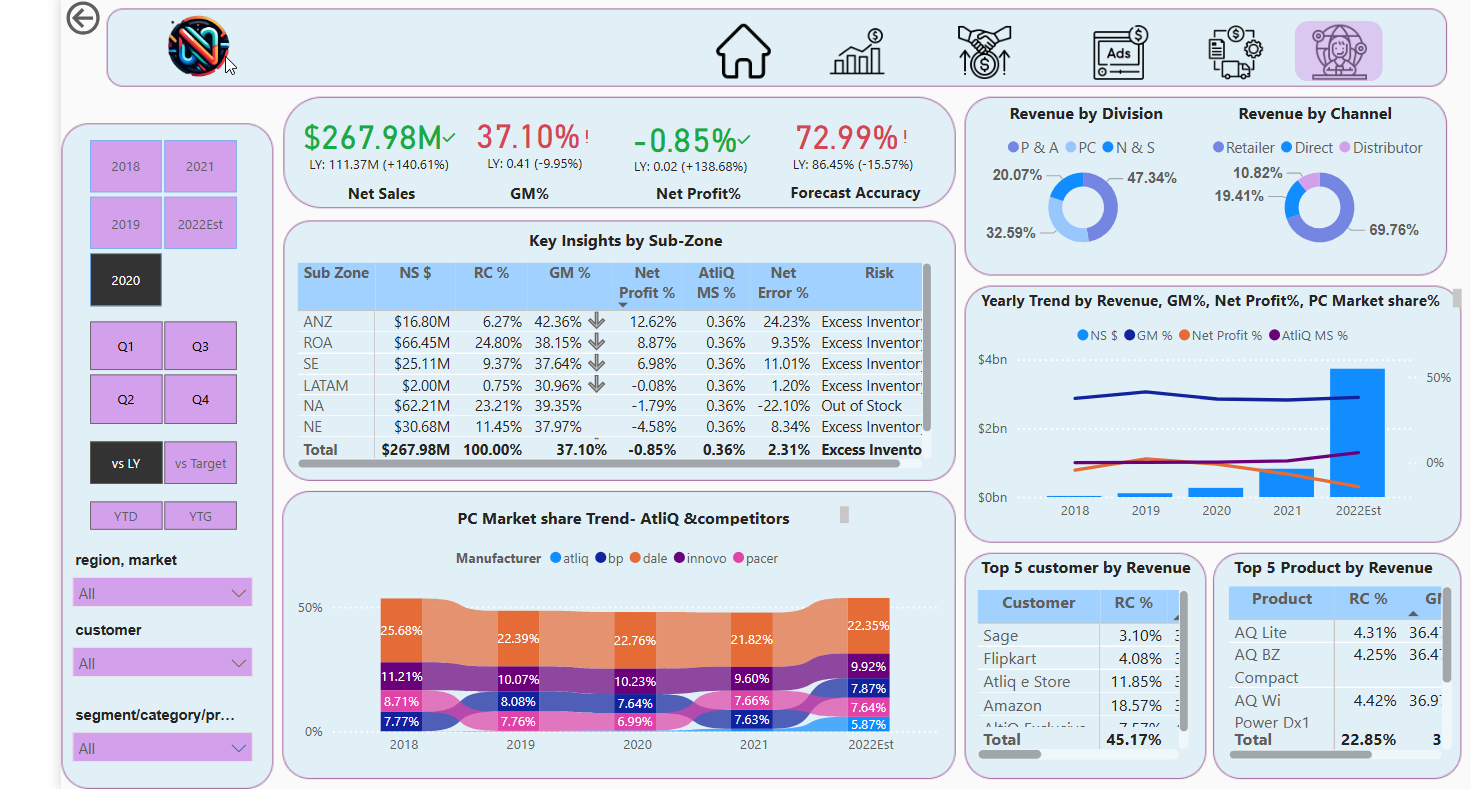 Ads
2018
2021
2019
2022Est
2020
Q1
Q3
Q2
Q4
vs LY
vs Target
YTD
YTG
region, market
All
customer
All
segment/category/pr...
All
$267.98M
LY: 111.37M (+140.61%)
Net Sales
37.10%!
LY: 0.41 (-9.95%)
GM%
-0.85%
LY: 0.02 (+138.68%)
Net Profit%
72.99%!
LY: 86.45% (-15.57%)
Forecast Accuracy
Key Insights by Sub-Zone
Sub Zone NS $ RC % GM % Net Profit % AtliQ MS % Net Error % Risk
ANZ $16.80M 6.27% 42.36% 12.62% 0.36% 24.23% Excess Inventor
ROA $66.45M 24.80% 38.15% 8.87% 0.36% 9.35% Excess Inventor
SE $25.11M 9.37% 37.64% 6.98% 0.36% 11.01% Excess Inventor
LATAM $2.00M 0.75% 30.96% -0.08% 0.36% 1.20% Excess Inventor
NA $62.21M 23.21% 39.35% -1.79% 0.36% -22.10% Out of Stock
NE $30.68M 11.45% 37.97% -4.58% 0.36% 8.34% Excess Inventor
Total $267.98M 100.00% 37.10% -0.85% 0.36% 2.31% Excess Invento
PC Market share Trend- AtliQ &competitors
Manufacturer atliq bp dale innovo pacer
50%
0%
25.68%
11.21%
8.71%
7.77%
22.39%
10.07%
8.08%
7.76%
22.76%
10.23%
7.64%
6.99%
21.82%
9.60%
7.66%
7.63%
22.35%
9.92%
7.87%
7.64%
5.87%
2018 2019 2020 2021 2022Est
Revenue by Division
P & A PC N & S
20.07%
47.34%
32.59%
Revenue by Channel
Retailer Direct Distributor
10.82%
19.41%
69.76%
Yearly Trend by Revenue, GM%, Net Profit%, PC Market share%
NS $ GM % Net Profit % AtliQ MS %
$4bn
$2bn
$0bn
50%
0%
2018 2019 2020 2021 2022Est
Top 5 customer by Revenue
Customer RC %
Sage 3.10%
Flipkart 4.08%
Atliq e Store 11.85%
Amazon 18.57%
AltiQ Exclusive 7.57%
Total 45.17%
Top 5 Product by Revenue
Product RC % GM
AQ Lite 4.31% 36.4
AQ BZ Compact 4.25% 36.4
AQ Wi Power Dx1 4.42% 36.9
Total 22.85% 3